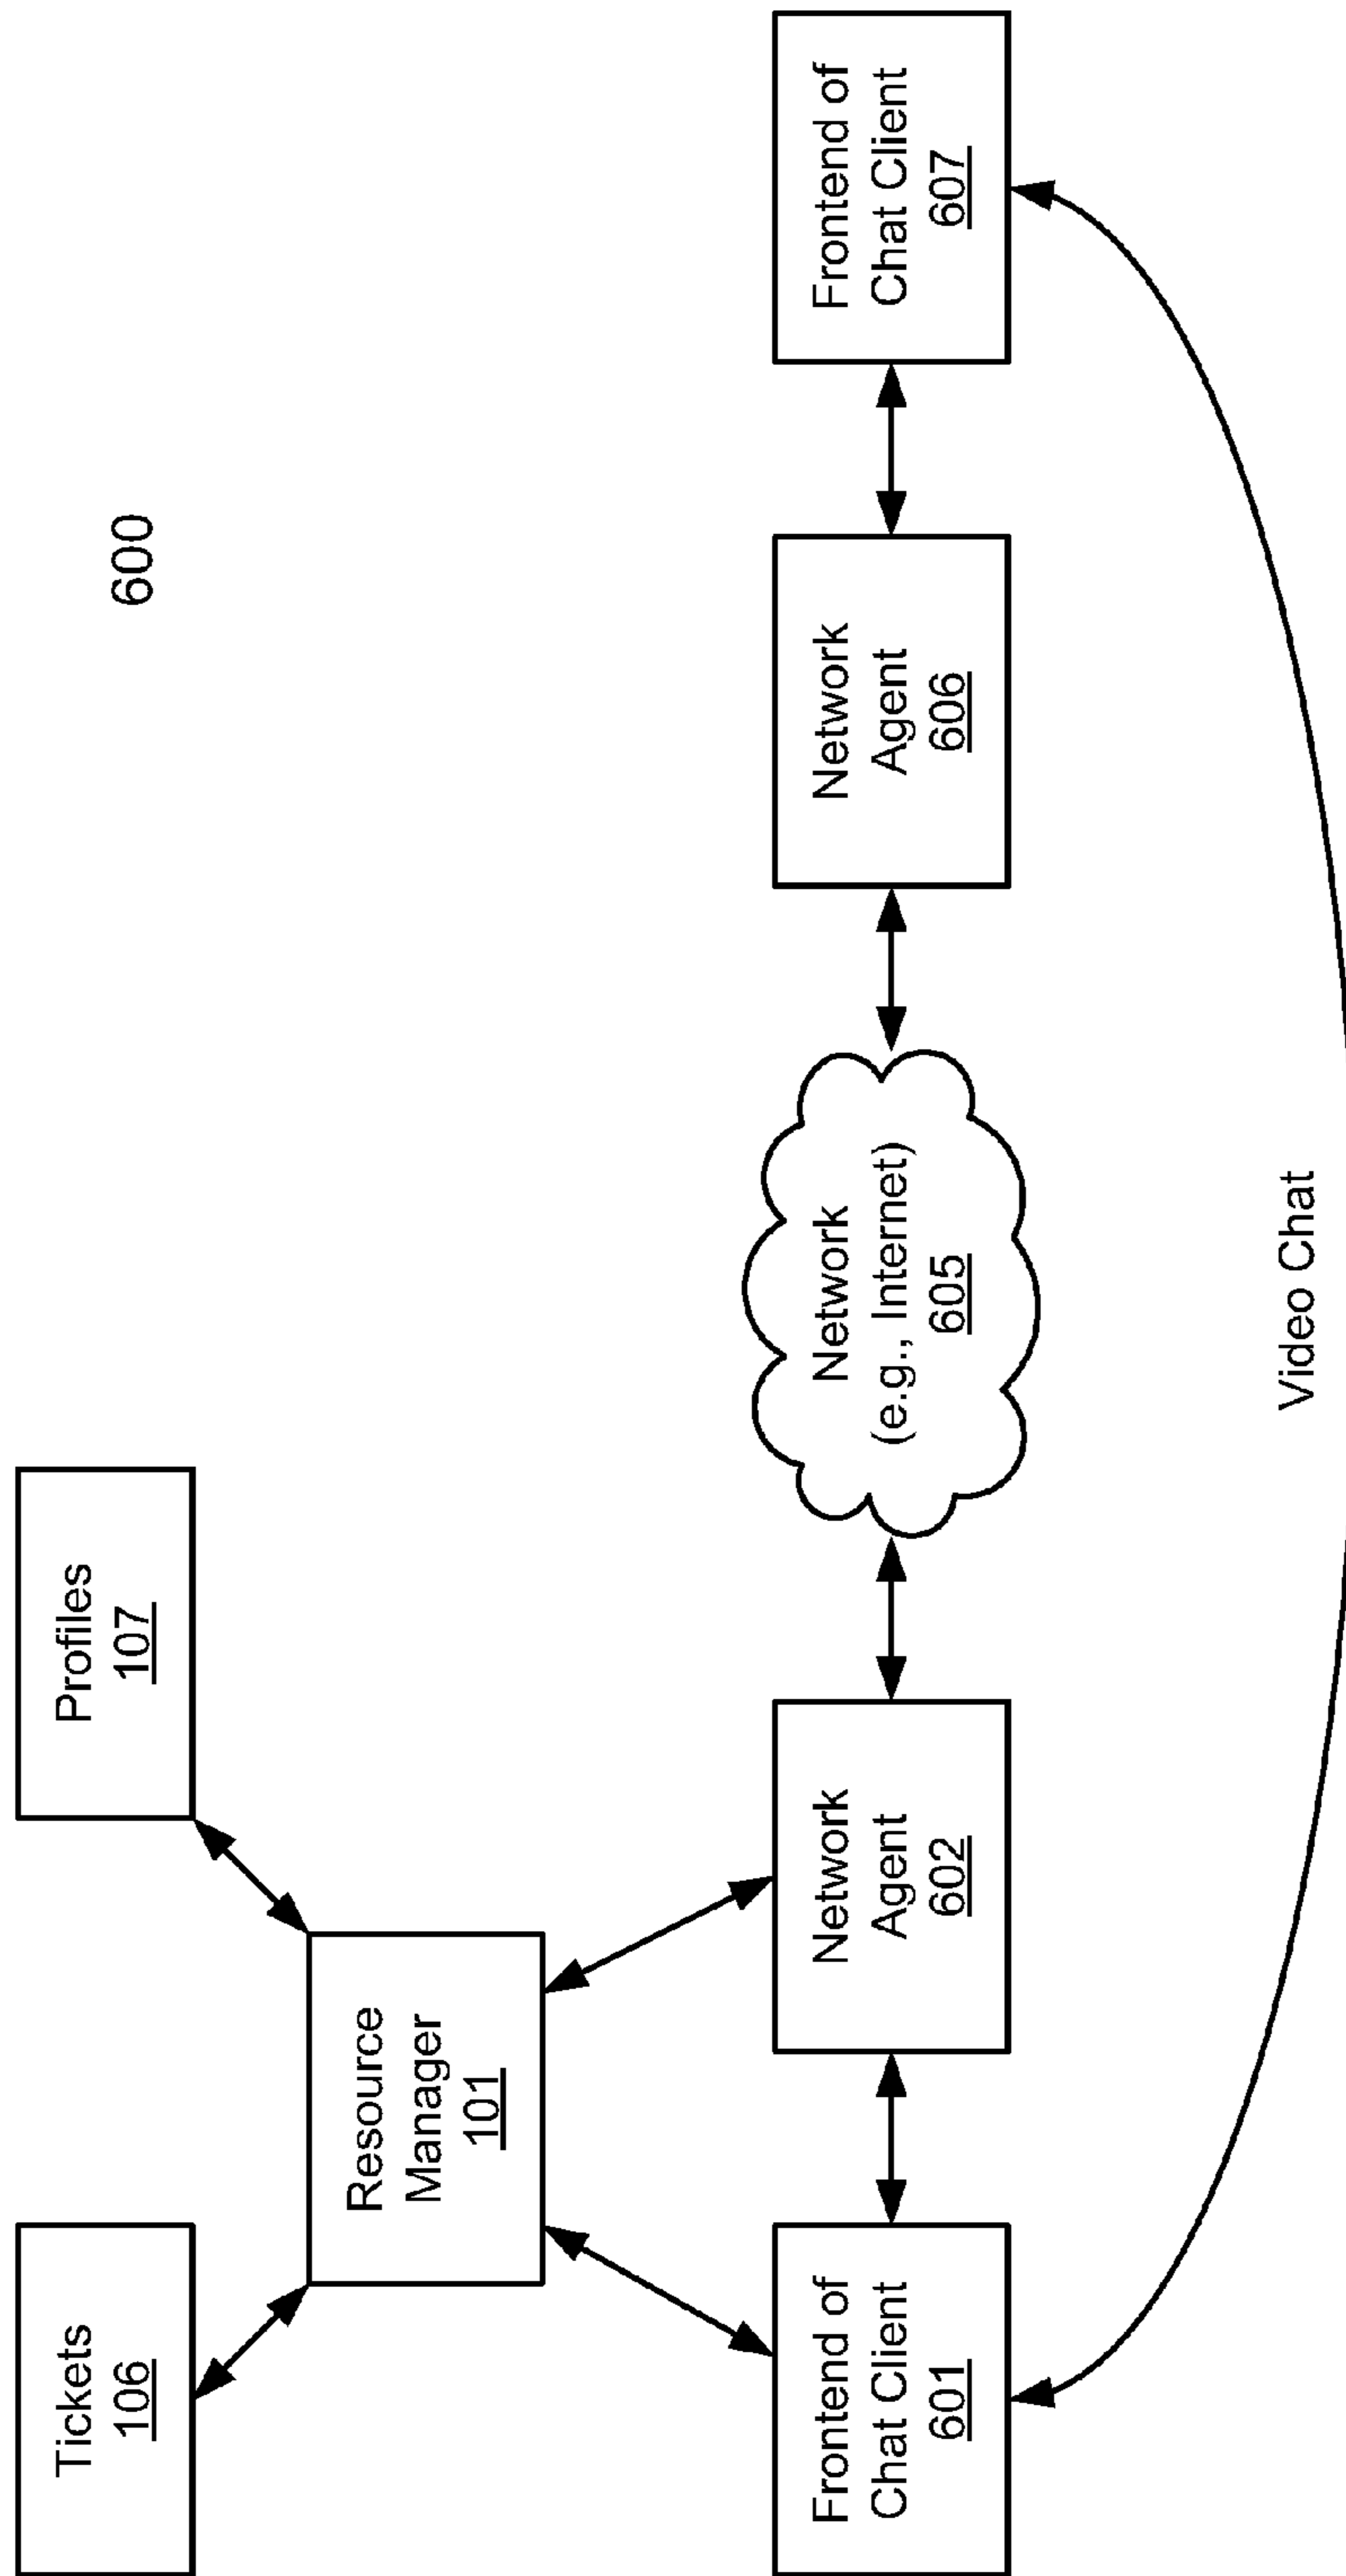 600
Tickets
106
Profiles
107
Resource
Manager
101
Frontend of
Chat Client
601
Network
Agent
602
Network
(e.g., Internet)
605
Network
Agent
606
Frontend of
Chat Client
607
Video Chat